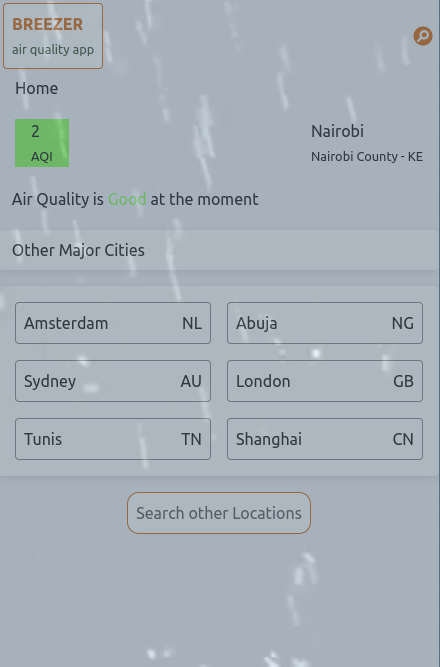 BREEZER
air quality app
Home
2
AQI
Nairobi
Nairobi County - KE
Air Quality is Good at the moment
Other Major Cities
Amsterdam NL
Abuja NG
Sydney AU
London GB
Tunis TN
Shanghai CN
Search other Locations